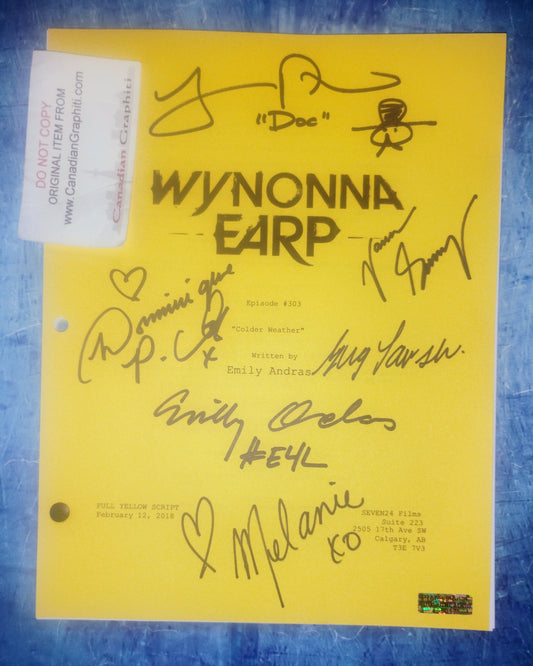 DO NOT COPY
ORIGINAL ITEM FROM
www.CanadianGraphiti.com
Canadian Graphiti
"Doc"
WYNONNA
EARP
Episode #303
"Colder Weather"
Written by
Emily Andras
Dominique
P. C
x
Emily Andras
#E4L
FULL YELLOW SCRIPT
February 12, 2018
SEVEN24 Films
Suite 223
2505 17th Ave SW
Calgary, AB
T3E 7V3
Melanie
XO